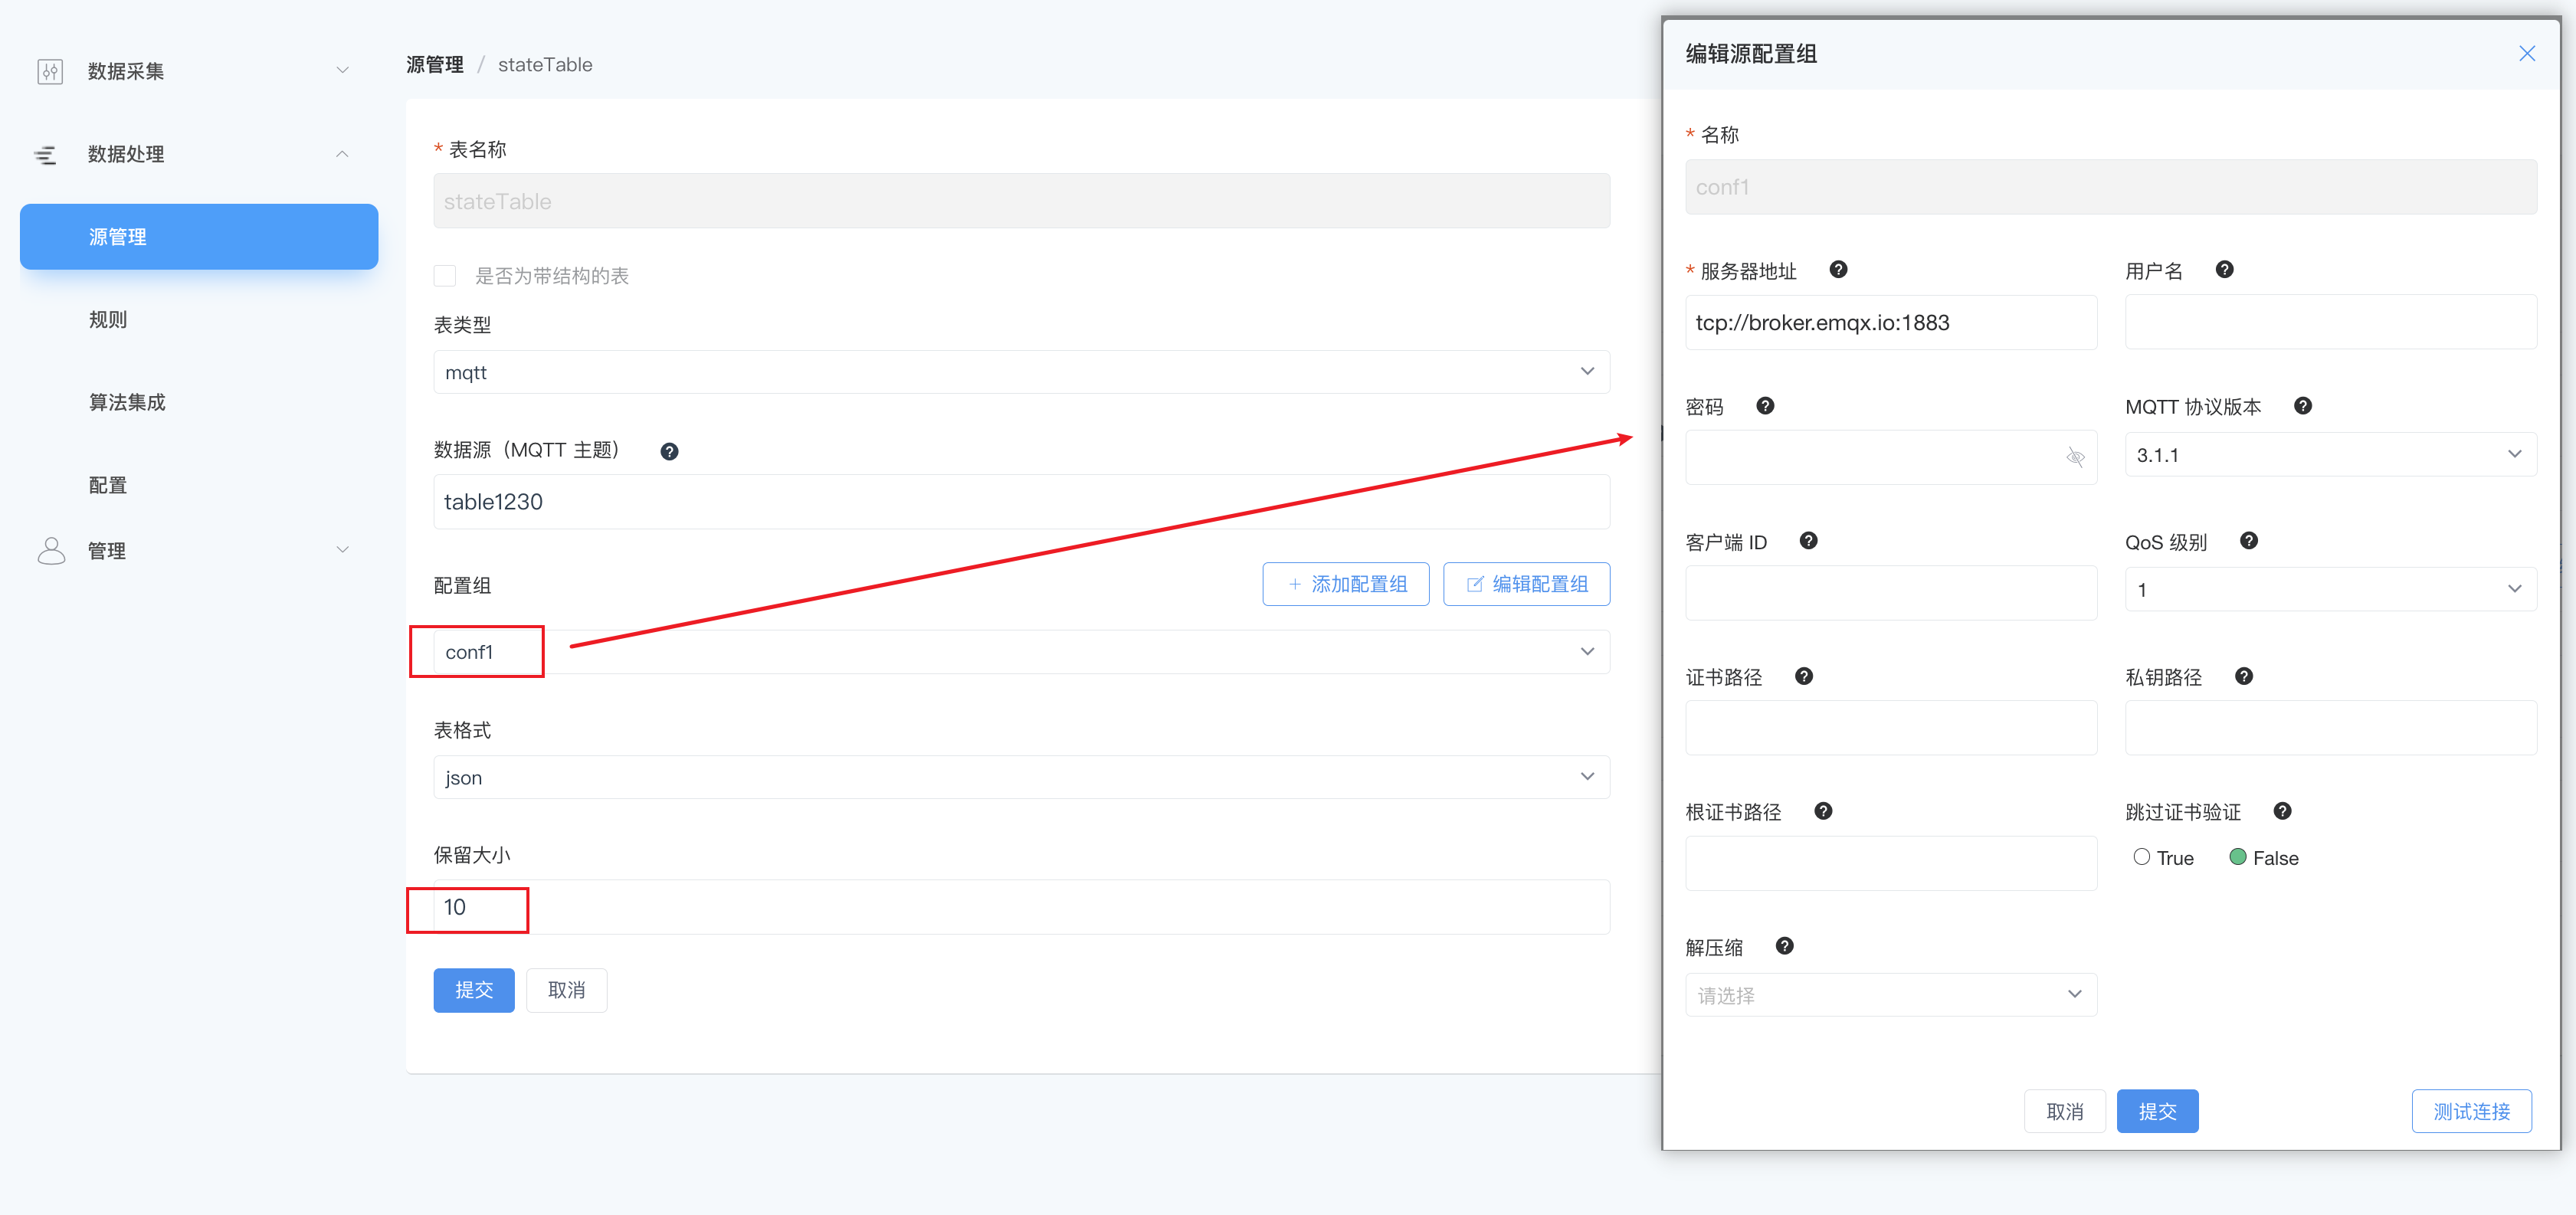 数据采集
数据处理
源管理
规则
算法集成
配置
管理
源管理 / stateTable
* 表名称
stateTable
是否为带结构的表
表类型
mqtt
数据源（MQTT 主题）
table1230
配置组
+ 添加配置组
编辑配置组
conf1
表格式
json
保留大小
10
提交
取消
编辑源配置组
* 名称
conf1
* 服务器地址
用户名
tcp://broker.emqx.io:1883
密码
MQTT 协议版本
3.1.1
客户端 ID
QoS 级别
1
证书路径
私钥路径
根证书路径
跳过证书验证
True
False
解压缩
请选择
取消
提交
测试连接